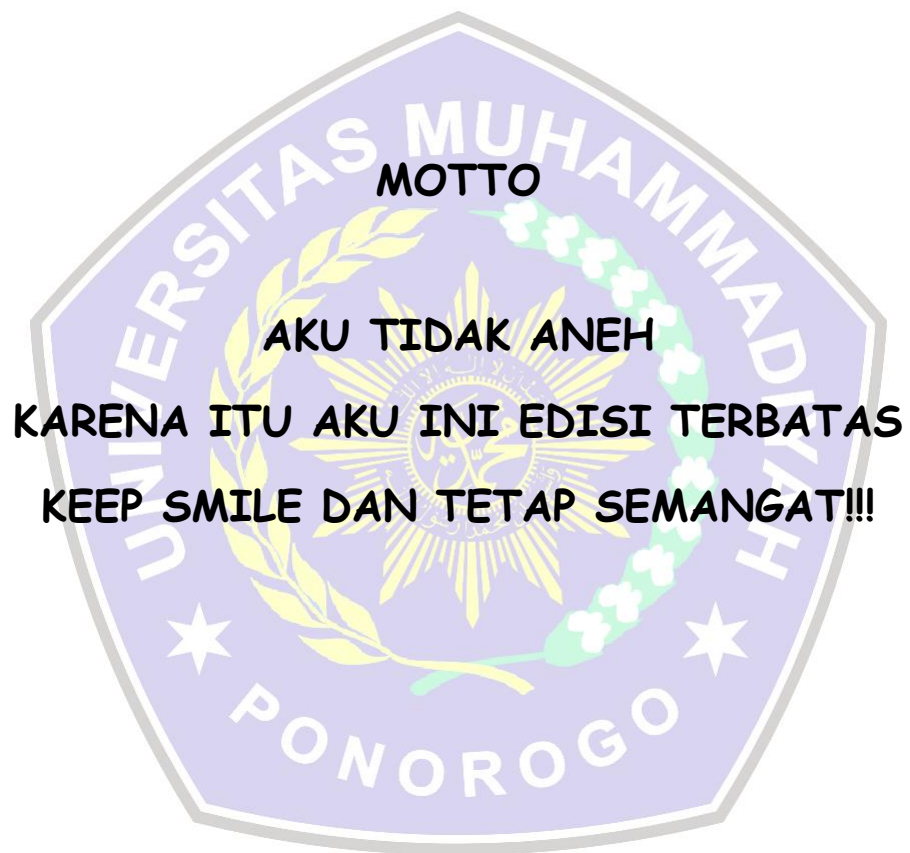 UNIVERSITAS MUHAMMADIYAH
MOTTO
AKU TIDAK ANEH
KARENA ITU AKU INI EDISI TERBATAS
KEEP SMILE DAN TETAP SEMANGAT!!!
PONOROGO